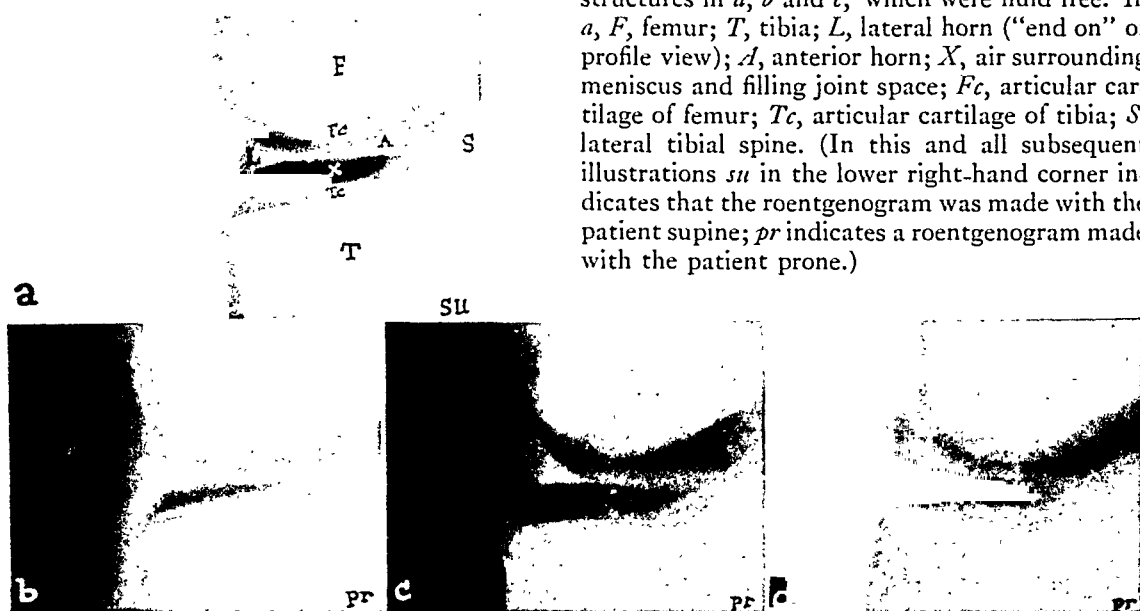 structures in a, b and c, which were fluid free. In
a, F, femur; T, tibia; L, lateral horn (“end on” or
profile view); A, anterior horn; X, air surrounding
meniscus and filling joint space; Fc, articular car-
tilage of femur; Tc, articular cartilage of tibia; S,
lateral tibial spine. (In this and all subsequent
illustrations su in the lower right-hand corner in-
dicates that the roentgenogram was made with the
patient supine; pr indicates a roentgenogram made
with the patient prone.)
F
Fc
A
S
L
X
Tc
T
a
su
b
pr
c
pr
pr